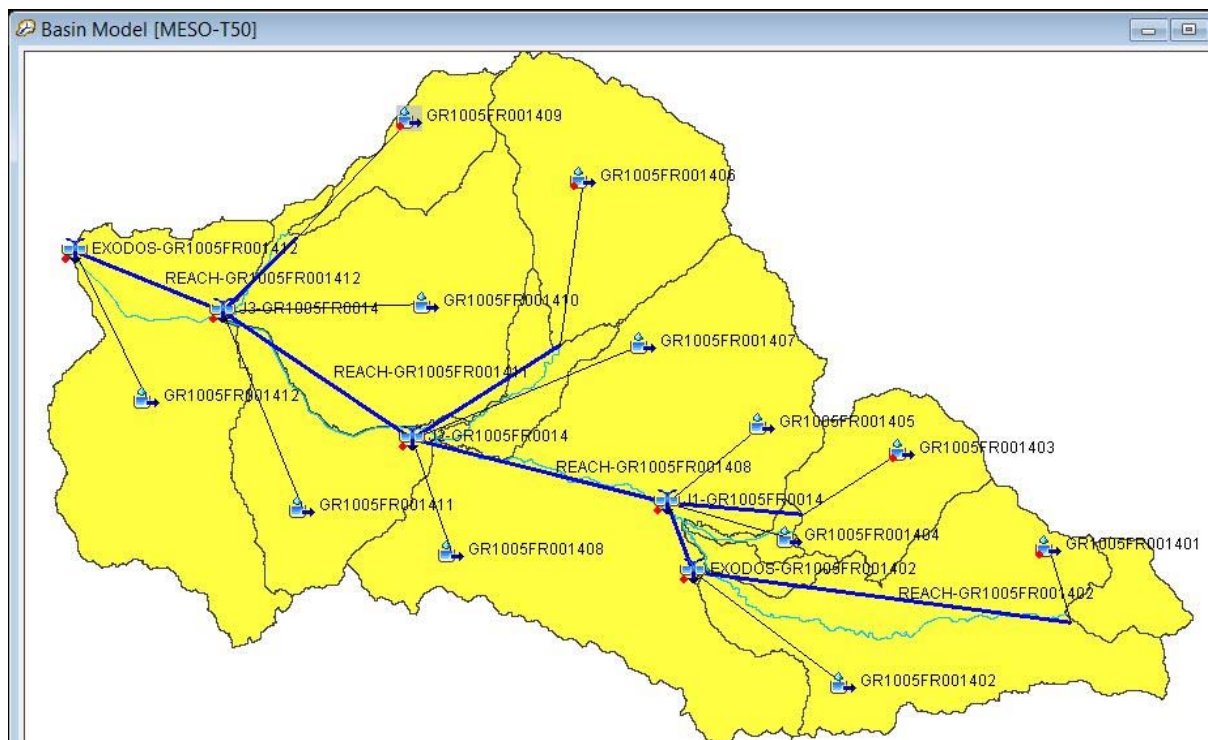 Basin Model [MESO-T50]
GR1005FR001409
GR1005FR001406
EXODOS-GR1005FR001412
REACH-GR1005FR001412
J3-GR1005FR0014
GR1005FR001410
GR1005FR001407
REACH-GR1005FR001411
GR1005FR001412
GR1005FR001405
J2-GR1005FR0014
GR1005FR001403
REACH-GR1005FR001408
J1-GR1005FR0014
GR1005FR001411
GR1005FR001404
GR1005FR001401
GR1005FR001408
EXODOS-GR1005FR001402
REACH-GR1005FR001402
GR1005FR001402